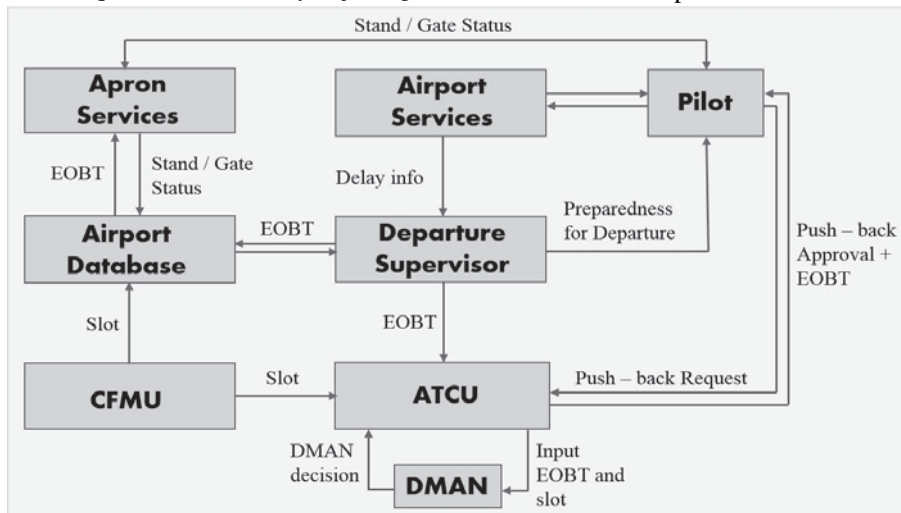 Stand / Gate Status
Apron
Services
Airport
Services
Pilot
EOBT
Stand / Gate
Status
Delay info
Preparedness
for Departure
Push – back
Approval +
EOBT
Airport
Database
EOBT
Departure
Supervisor
Slot
EOBT
CFMU
Slot
ATCU
Push – back Request
DMAN
decision
Input
EOBT and
slot
DMAN